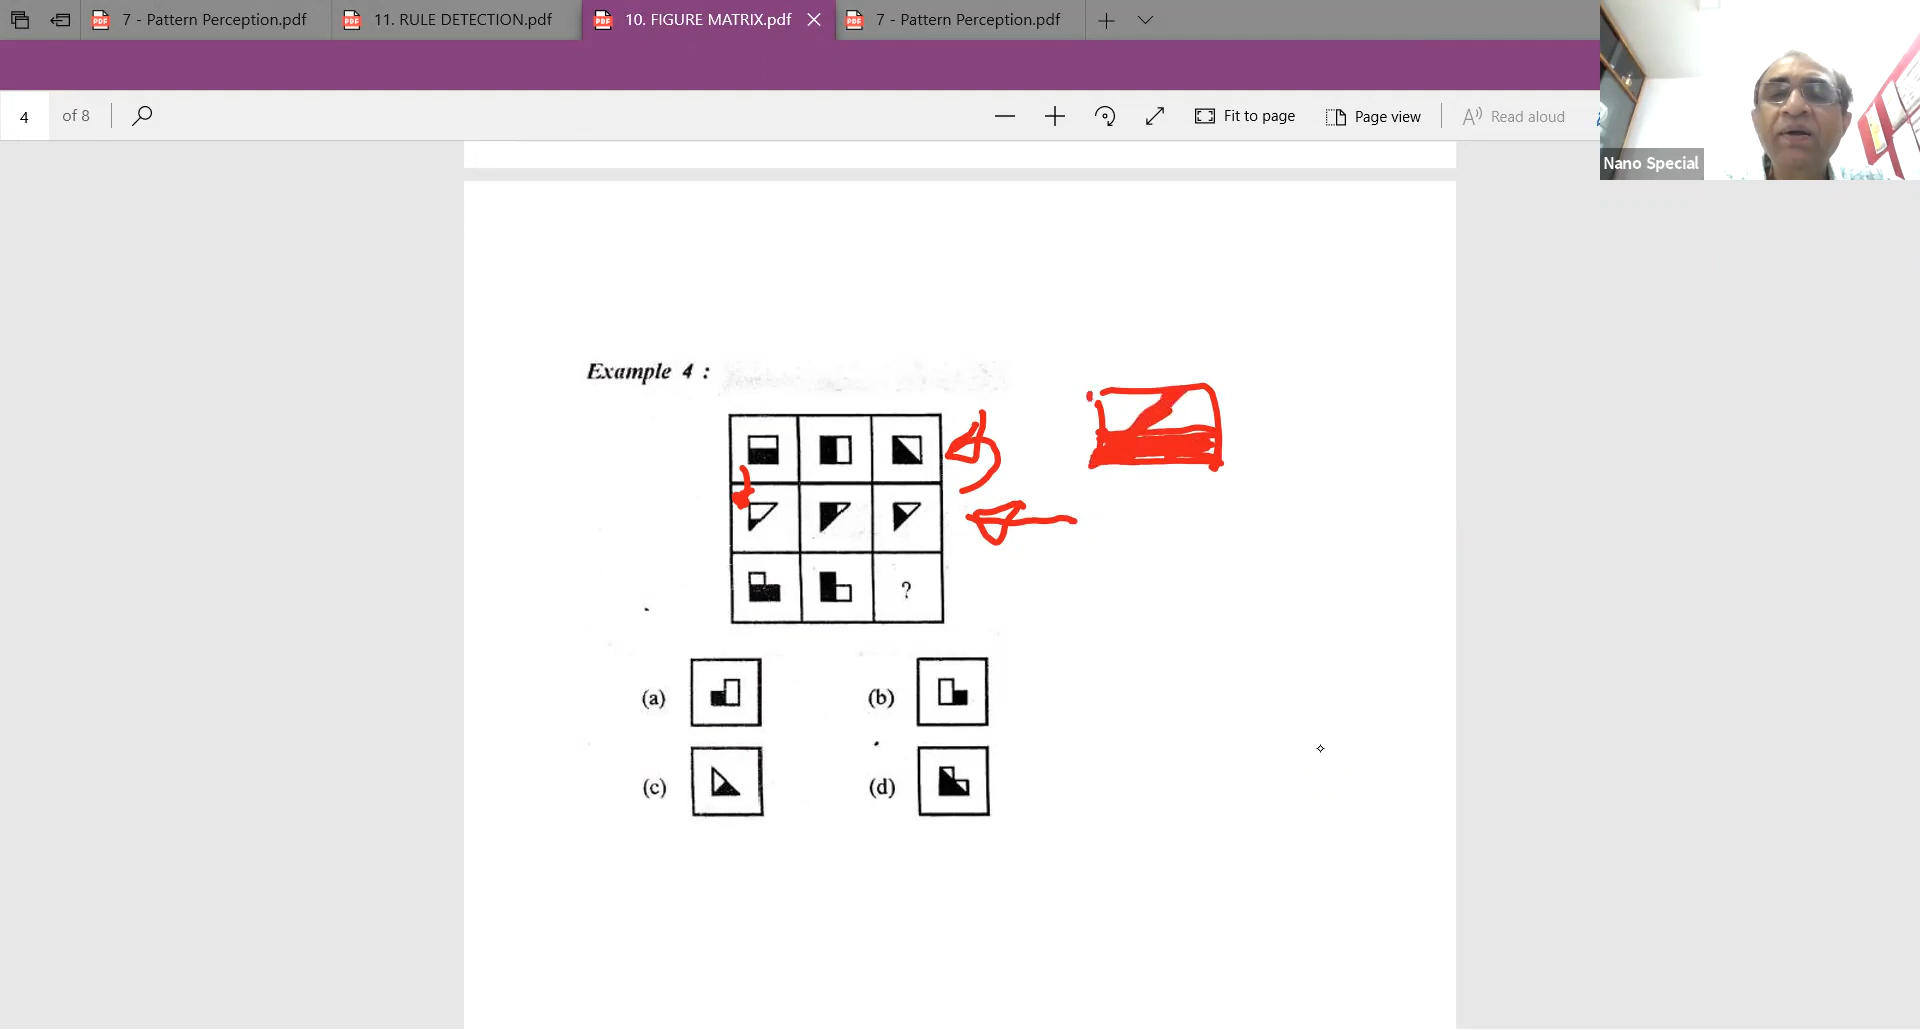 7 - Pattern Perception.pdf
11. RULE DETECTION.pdf
10. FIGURE MATRIX.pdf
7 - Pattern Perception.pdf
4 of 8
Fit to page
Page view
Read aloud
Nano Special
Example 4 :
?
(a)
(b)
(c)
(d)